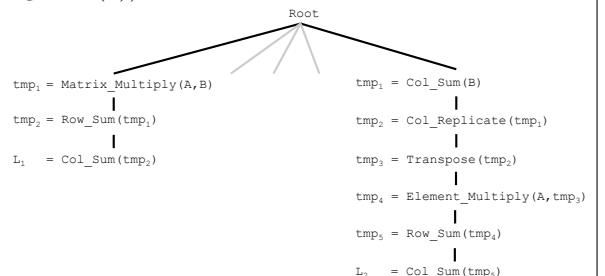 Root
tmp₁ = Matrix_Multiply(A,B)
tmp₂ = Row_Sum(tmp₁)
L₁ = Col_Sum(tmp₂)
tmp₁ = Col_Sum(B)
tmp₂ = Col_Replicate(tmp₁)
tmp₃ = Transpose(tmp₂)
tmp₄ = Element_Multiply(A,tmp₃)
tmp₅ = Row_Sum(tmp₄)
L₂ = Col_Sum(tmp₅)